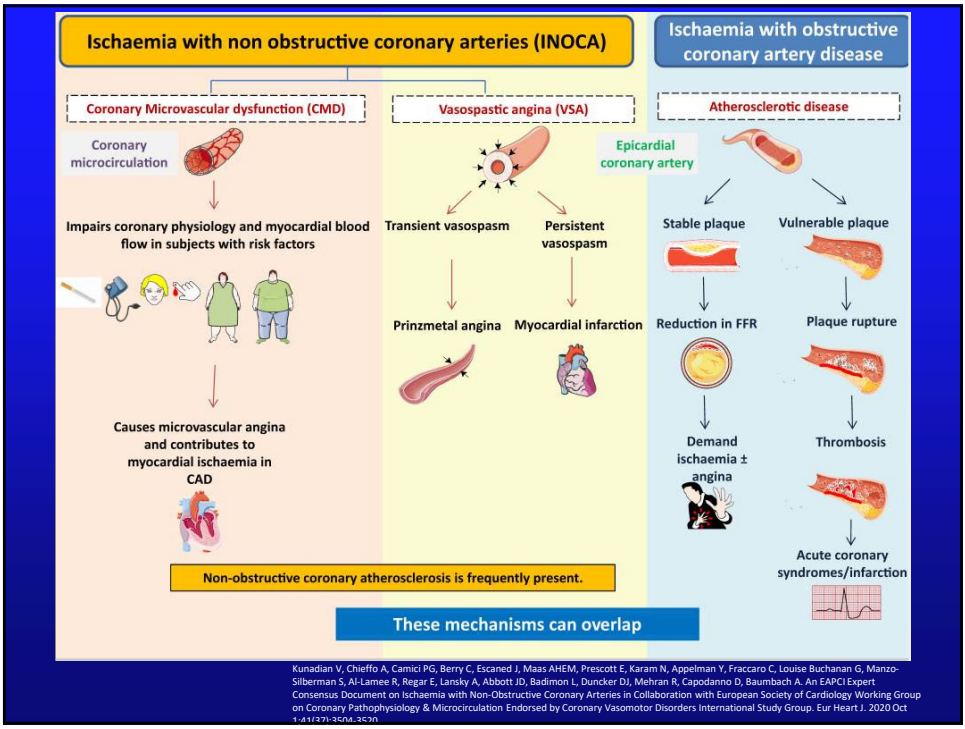 Ischaemia with non obstructive coronary arteries (INOCA)
Ischaemia with obstructive
coronary artery disease
Coronary Microvascular dysfunction (CMD)
Coronary
microcirculation
Impairs coronary physiology and myocardial blood
flow in subjects with risk factors
Causes microvascular angina
and contributes to
myocardial ischaemia in
CAD
Vasospastic angina (VSA)
Epicardial
coronary artery
Transient vasospasm
Prinzmetal angina
Persistent
vasospasm
Myocardial infarction
Atherosclerotic disease
Stable plaque
Reduction in FFR
Demand
ischaemia ±
angina
Vulnerable plaque
Plaque rupture
Thrombosis
Acute coronary
syndromes/infarction
Non-obstructive coronary atherosclerosis is frequently present.
These mechanisms can overlap
Kunadian V, Chieffo A, Camici PG, Berry C, Escaned J, Maas AHEM, Prescott E, Karam N, Appelman Y, Fraccaro C, Louise Buchanan G, Manzo-
Silberman S, Al-Lamee R, Regar E, Lansky A, Abbott JD, Badimon L, Duncker DJ, Mehran R, Capodanno D, Baumbach A. An EAPCI Expert
Consensus Document on Ischaemia with Non-Obstructive Coronary Arteries in Collaboration with European Society of Cardiology Working Group
on Coronary Pathophysiology & Microcirculation Endorsed by Coronary Vasomotor Disorders International Study Group. Eur Heart J. 2020 Oct
1;41(37):3504-3520